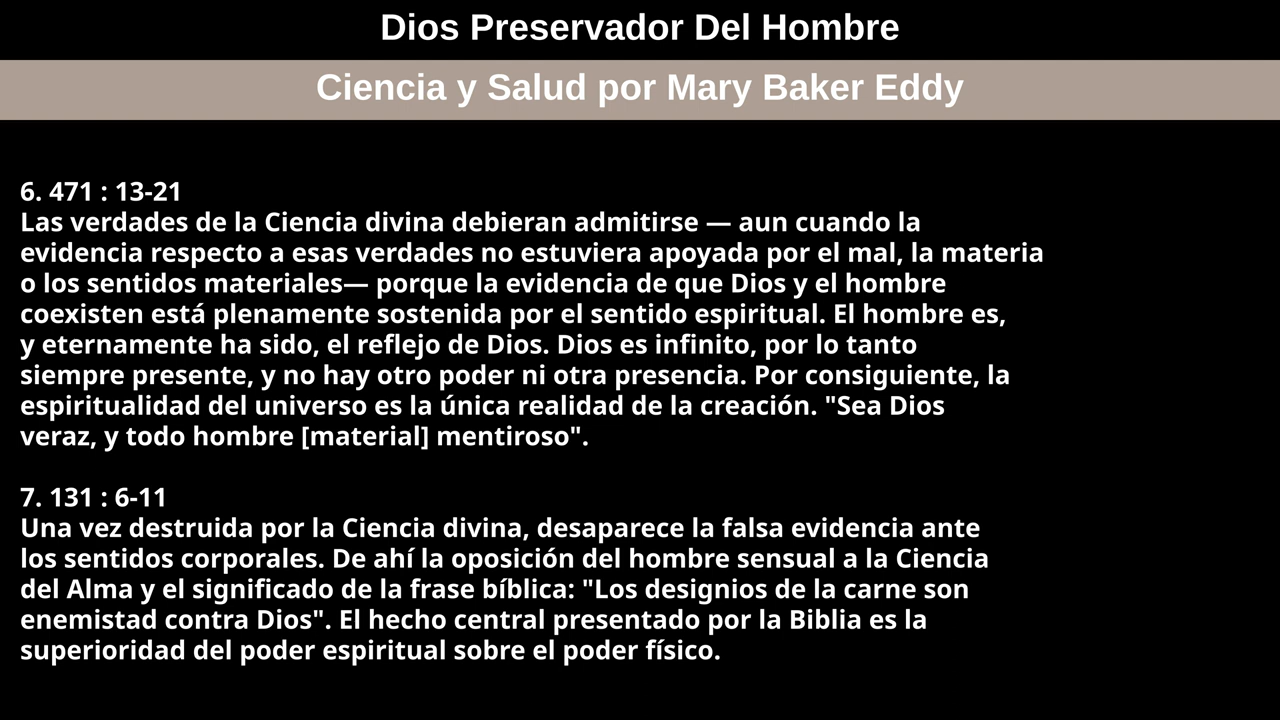 Dios Preservador Del Hombre
Ciencia y Salud por Mary Baker Eddy
6. 471 : 13-21
Las verdades de la Ciencia divina debieran admitirse — aun cuando la
evidencia respecto a esas verdades no estuviera apoyada por el mal, la materia
o los sentidos materiales— porque la evidencia de que Dios y el hombre
coexisten está plenamente sostenida por el sentido espiritual. El hombre es,
y eternamente ha sido, el reflejo de Dios. Dios es infinito, por lo tanto
siempre presente, y no hay otro poder ni otra presencia. Por consiguiente, la
espiritualidad del universo es la única realidad de la creación. "Sea Dios
veraz, y todo hombre [material] mentiroso".
7. 131 : 6-11
Una vez destruida por la Ciencia divina, desaparece la falsa evidencia ante
los sentidos corporales. De ahí la oposición del hombre sensual a la Ciencia
del Alma y el significado de la frase bíblica: "Los designios de la carne son
enemistad contra Dios". El hecho central presentado por la Biblia es la
superioridad del poder espiritual sobre el poder físico.